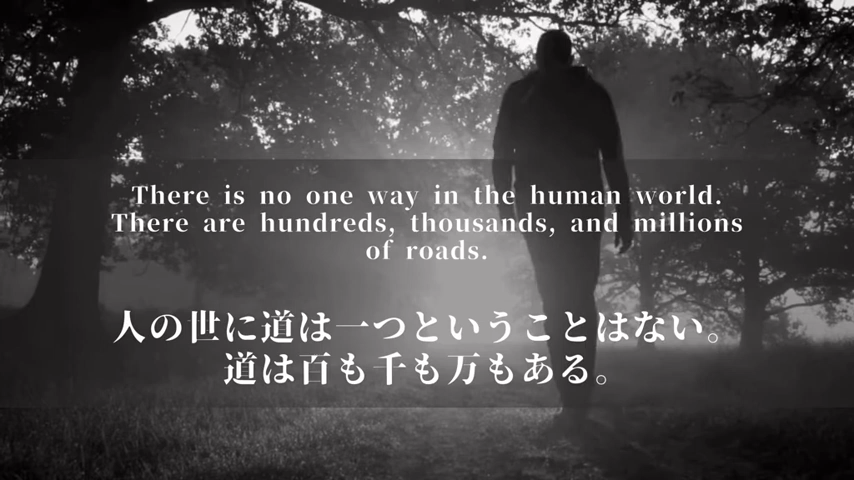 There is no one way in the human world.
There are hundreds, thousands, and millions
of roads.
人の世に道は一つということはない。
道は百も千も万もある。